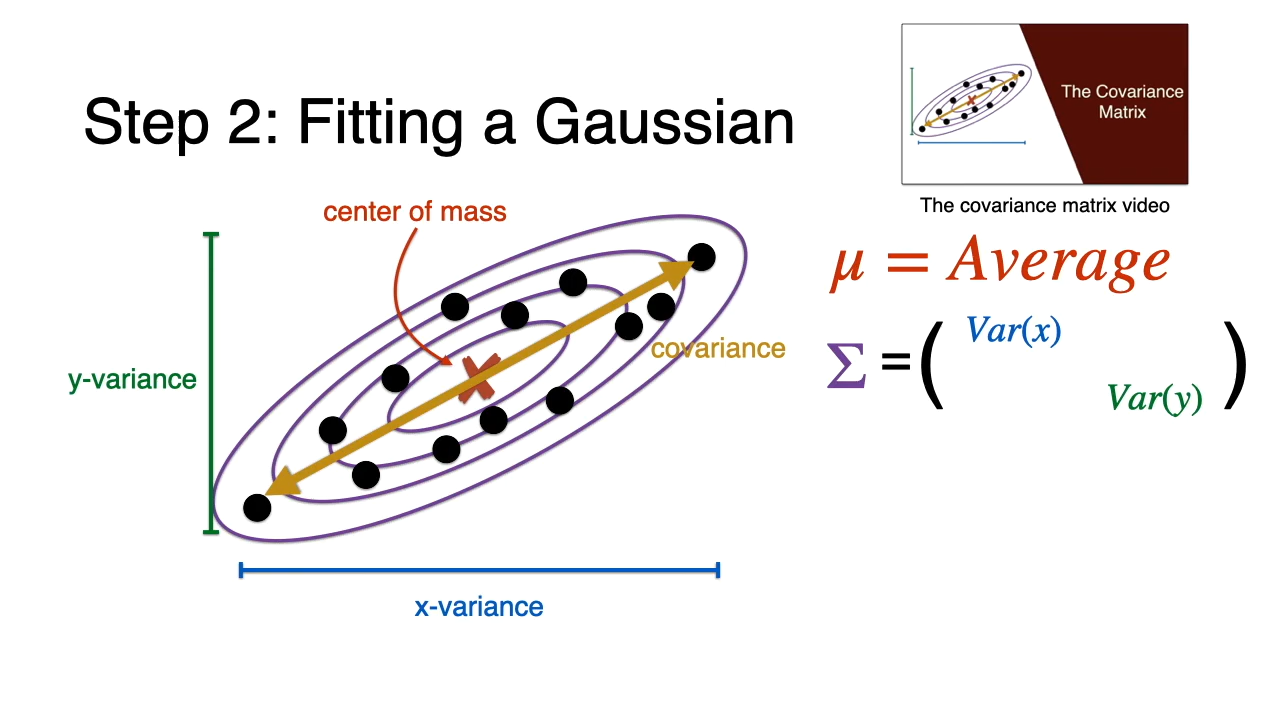 The Covariance
Matrix
Step 2: Fitting a Gaussian
The covariance matrix video
center of mass
μ = Average
Var(x)
covariance
Σ = ( )
y-variance
Var(y)
x-variance